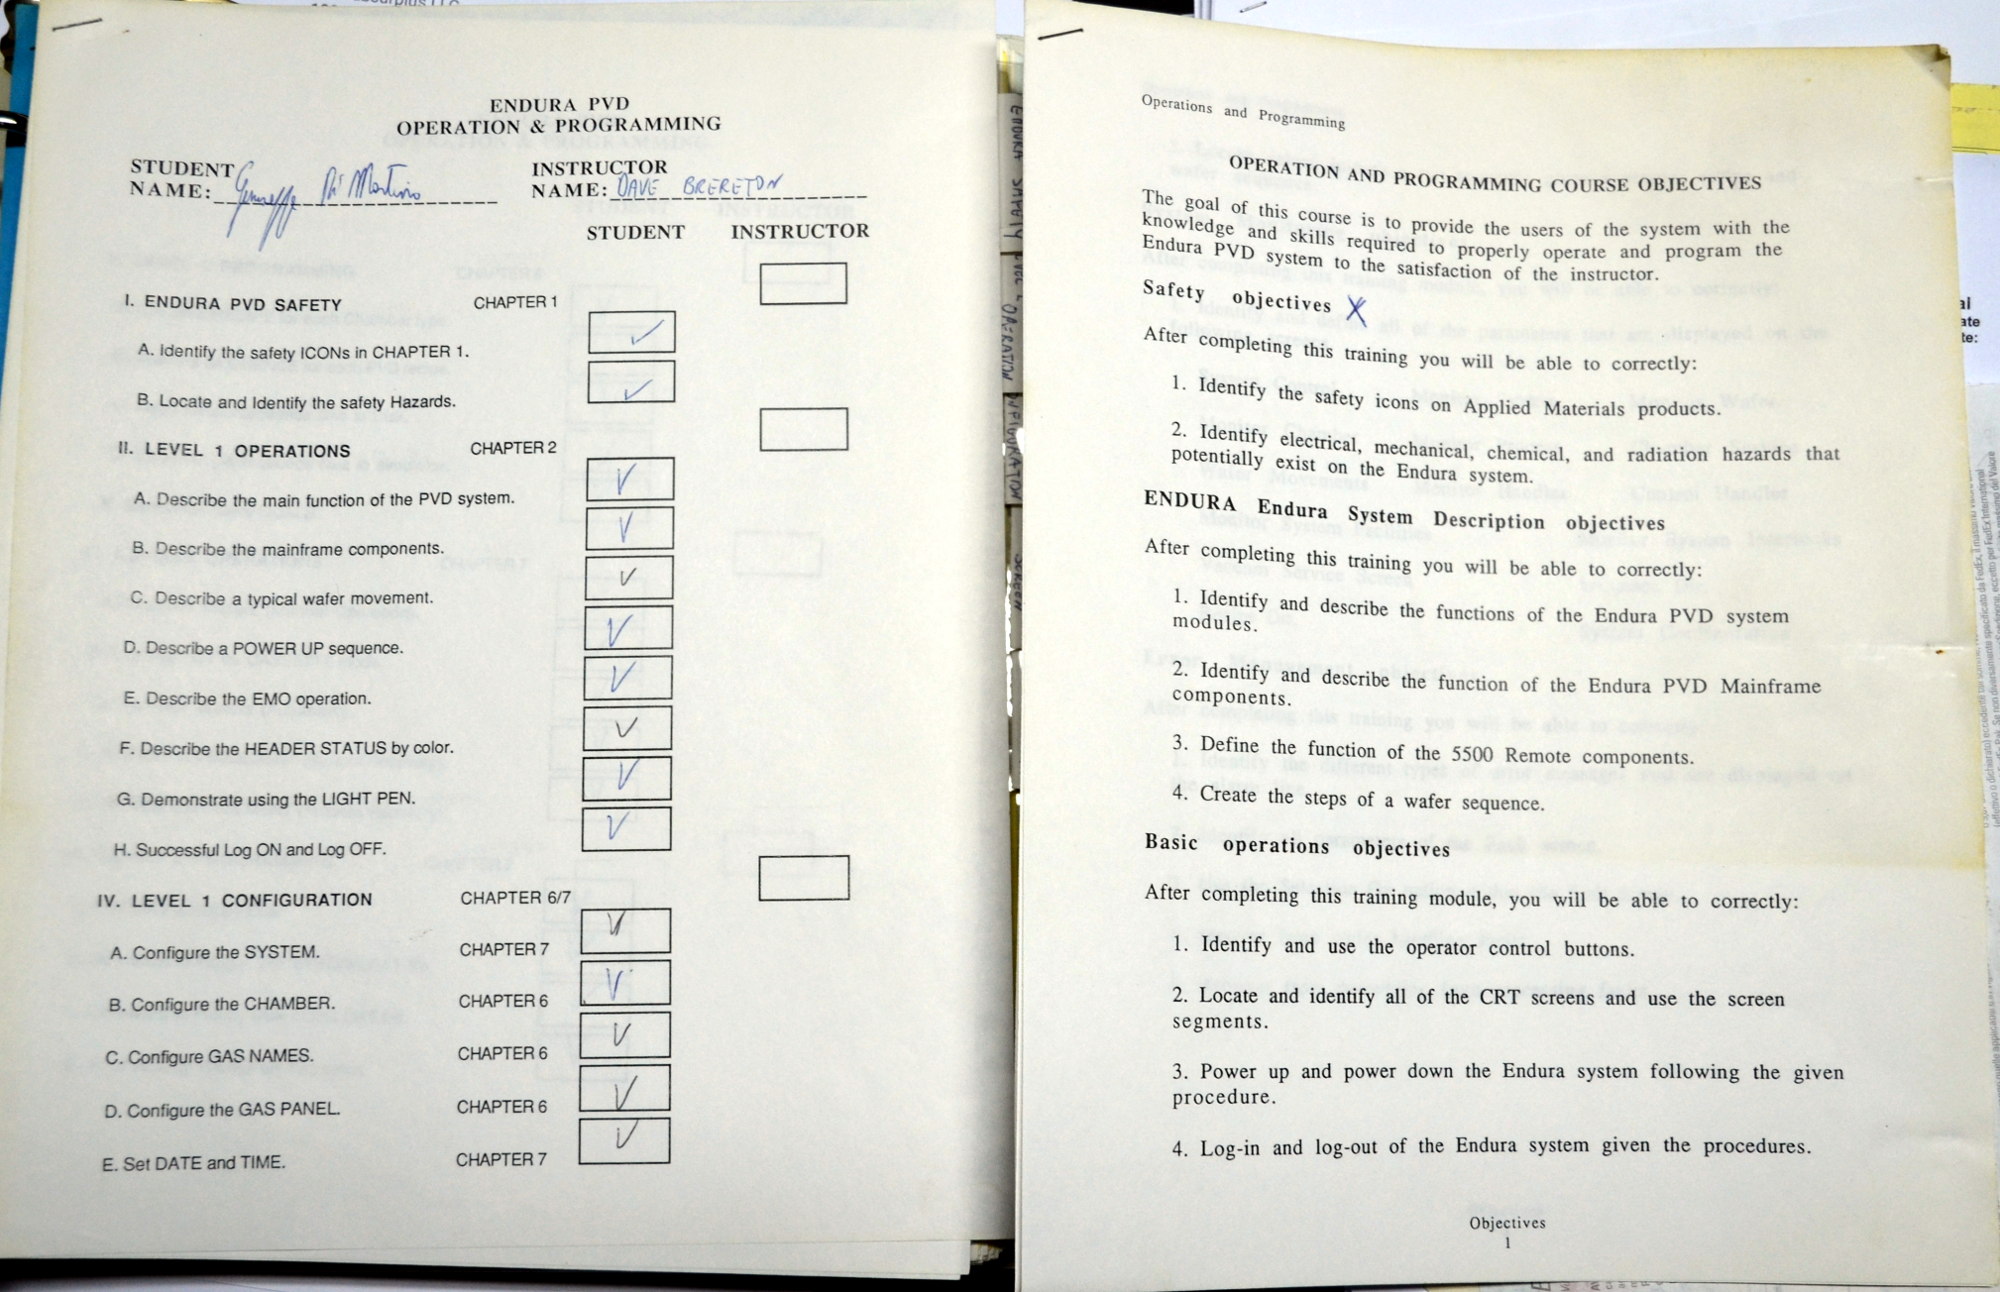 ENDURA PVD
OPERATION & PROGRAMMING
STUDENT
NAME: Di Martino
INSTRUCTOR
NAME: DAVE BRERETON
STUDENT INSTRUCTOR
I. ENDURA PVD SAFETY CHAPTER 1
A. Identify the safety ICONs in CHAPTER 1.
B. Locate and Identify the safety Hazards.
II. LEVEL 1 OPERATIONS CHAPTER 2
A. Describe the main function of the PVD system.
B. Describe the mainframe components.
C. Describe a typical wafer movement.
D. Describe a POWER UP sequence.
E. Describe the EMO operation.
F. Describe the HEADER STATUS by color.
G. Demonstrate using the LIGHT PEN.
H. Successful Log ON and Log OFF.
IV. LEVEL 1 CONFIGURATION CHAPTER 6/7
A. Configure the SYSTEM. CHAPTER 7
B. Configure the CHAMBER. CHAPTER 6
C. Configure GAS NAMES. CHAPTER 6
D. Configure the GAS PANEL. CHAPTER 6
E. Set DATE and TIME. CHAPTER 7
ENDURA SAFETY
OPERATION
SCREEN
Operations and Programming
OPERATION AND PROGRAMMING COURSE OBJECTIVES
The goal of this course is to provide the users of the system with the
knowledge and skills required to properly operate and program the
Endura PVD system to the satisfaction of the instructor.
Safety objectives X
After completing this training you will be able to correctly:
1. Identify the safety icons on Applied Materials products.
2. Identify electrical, mechanical, chemical, and radiation hazards that
potentially exist on the Endura system.
ENDURA Endura System Description objectives
After completing this training you will be able to correctly:
1. Identify and describe the functions of the Endura PVD system
modules.
2. Identify and describe the function of the Endura PVD Mainframe
components.
3. Define the function of the 5500 Remote components.
4. Create the steps of a wafer sequence.
Basic operations objectives
After completing this training module, you will be able to correctly:
1. Identify and use the operator control buttons.
2. Locate and identify all of the CRT screens and use the screen
segments.
3. Power up and power down the Endura system following the given
procedure.
4. Log-in and log-out of the Endura system given the procedures.
Objectives
1